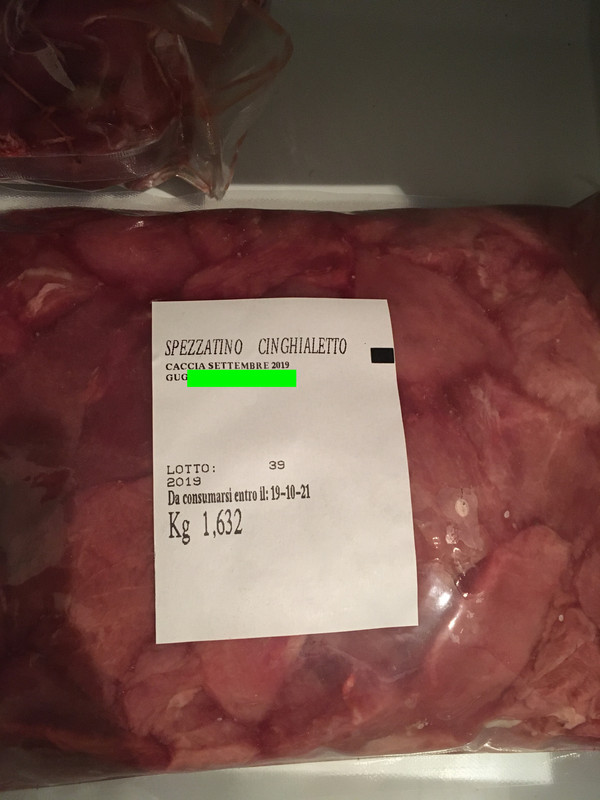 SPEZZATINO CINGHIALETTO
CACCIA SETTEMBRE 2019
GUG
LOTTO: 39
2019
Da consumarsi entro il: 19-10-21
Kg 1,632